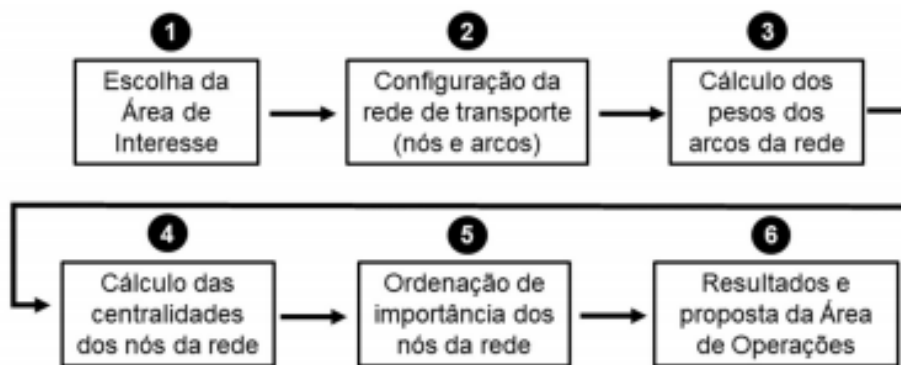 1
Escolha da
Área de
Interesse
2
Configuração da
rede de transporte
(nós e arcos)
3
Cálculo dos
pesos dos
arcos da rede
4
Cálculo das
centralidades
dos nós da rede
5
Ordenação de
importância dos
nós da rede
6
Resultados e
proposta da Área
de Operações